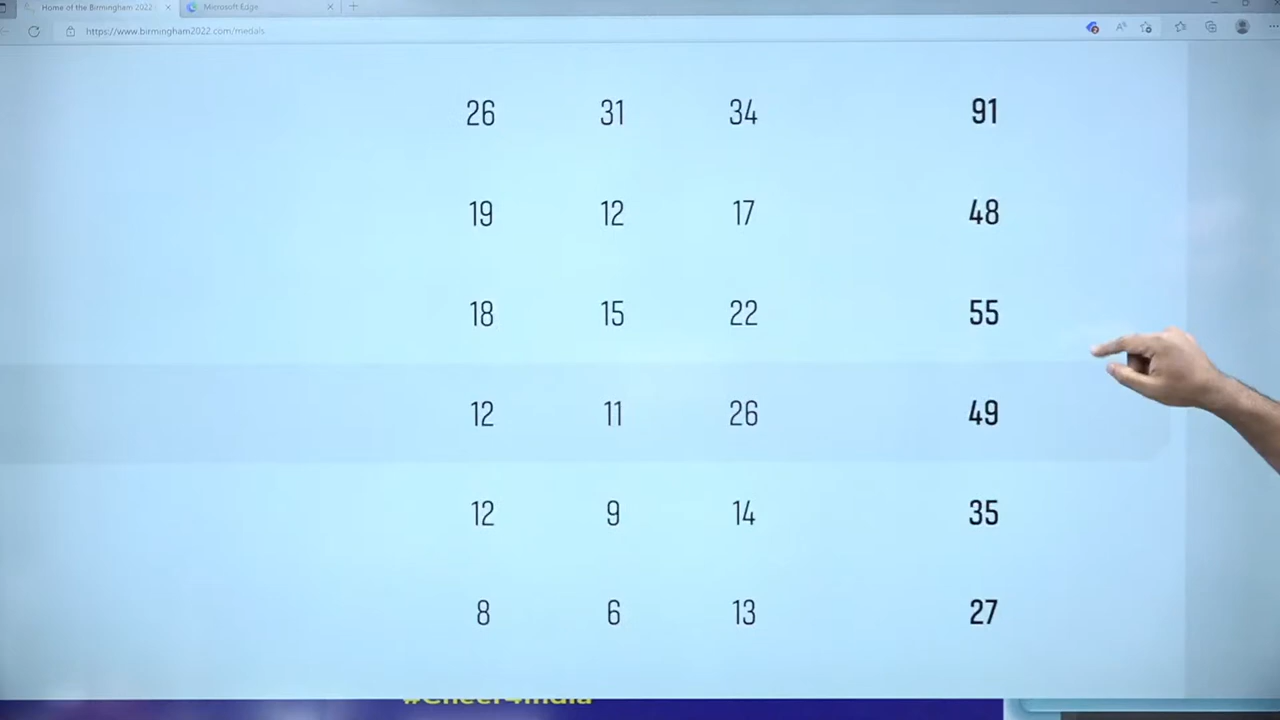 Home of the Birmingham 2022
Microsoft Edge
https://www.birmingham2022.com/medals
26 31 34 91
19 12 17 48
18 15 22 55
12 11 26 49
12 9 14 35
8 6 13 27
#Cheer4India